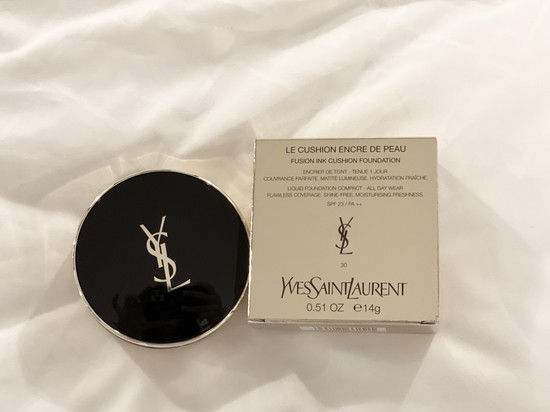 YSL
LE CUSHION ENCRE DE PEAU
FUSION INK CUSHION FOUNDATION
ENCRIER DE TEINT - TENUE 1 JOUR
COUVRANCE PARFAITE. MATITÉ LUMINEUSE. HYDRATATION FRAÎCHE.
LIQUID FOUNDATION COMPACT - ALL DAY WEAR
FLAWLESS COVERAGE, SHINE FREE, MOISTURISING FRESHNESS.
SPF 23 / PA ++
YSL
30
YVESSAINTLAURENT
0.51 OZ ℮14g